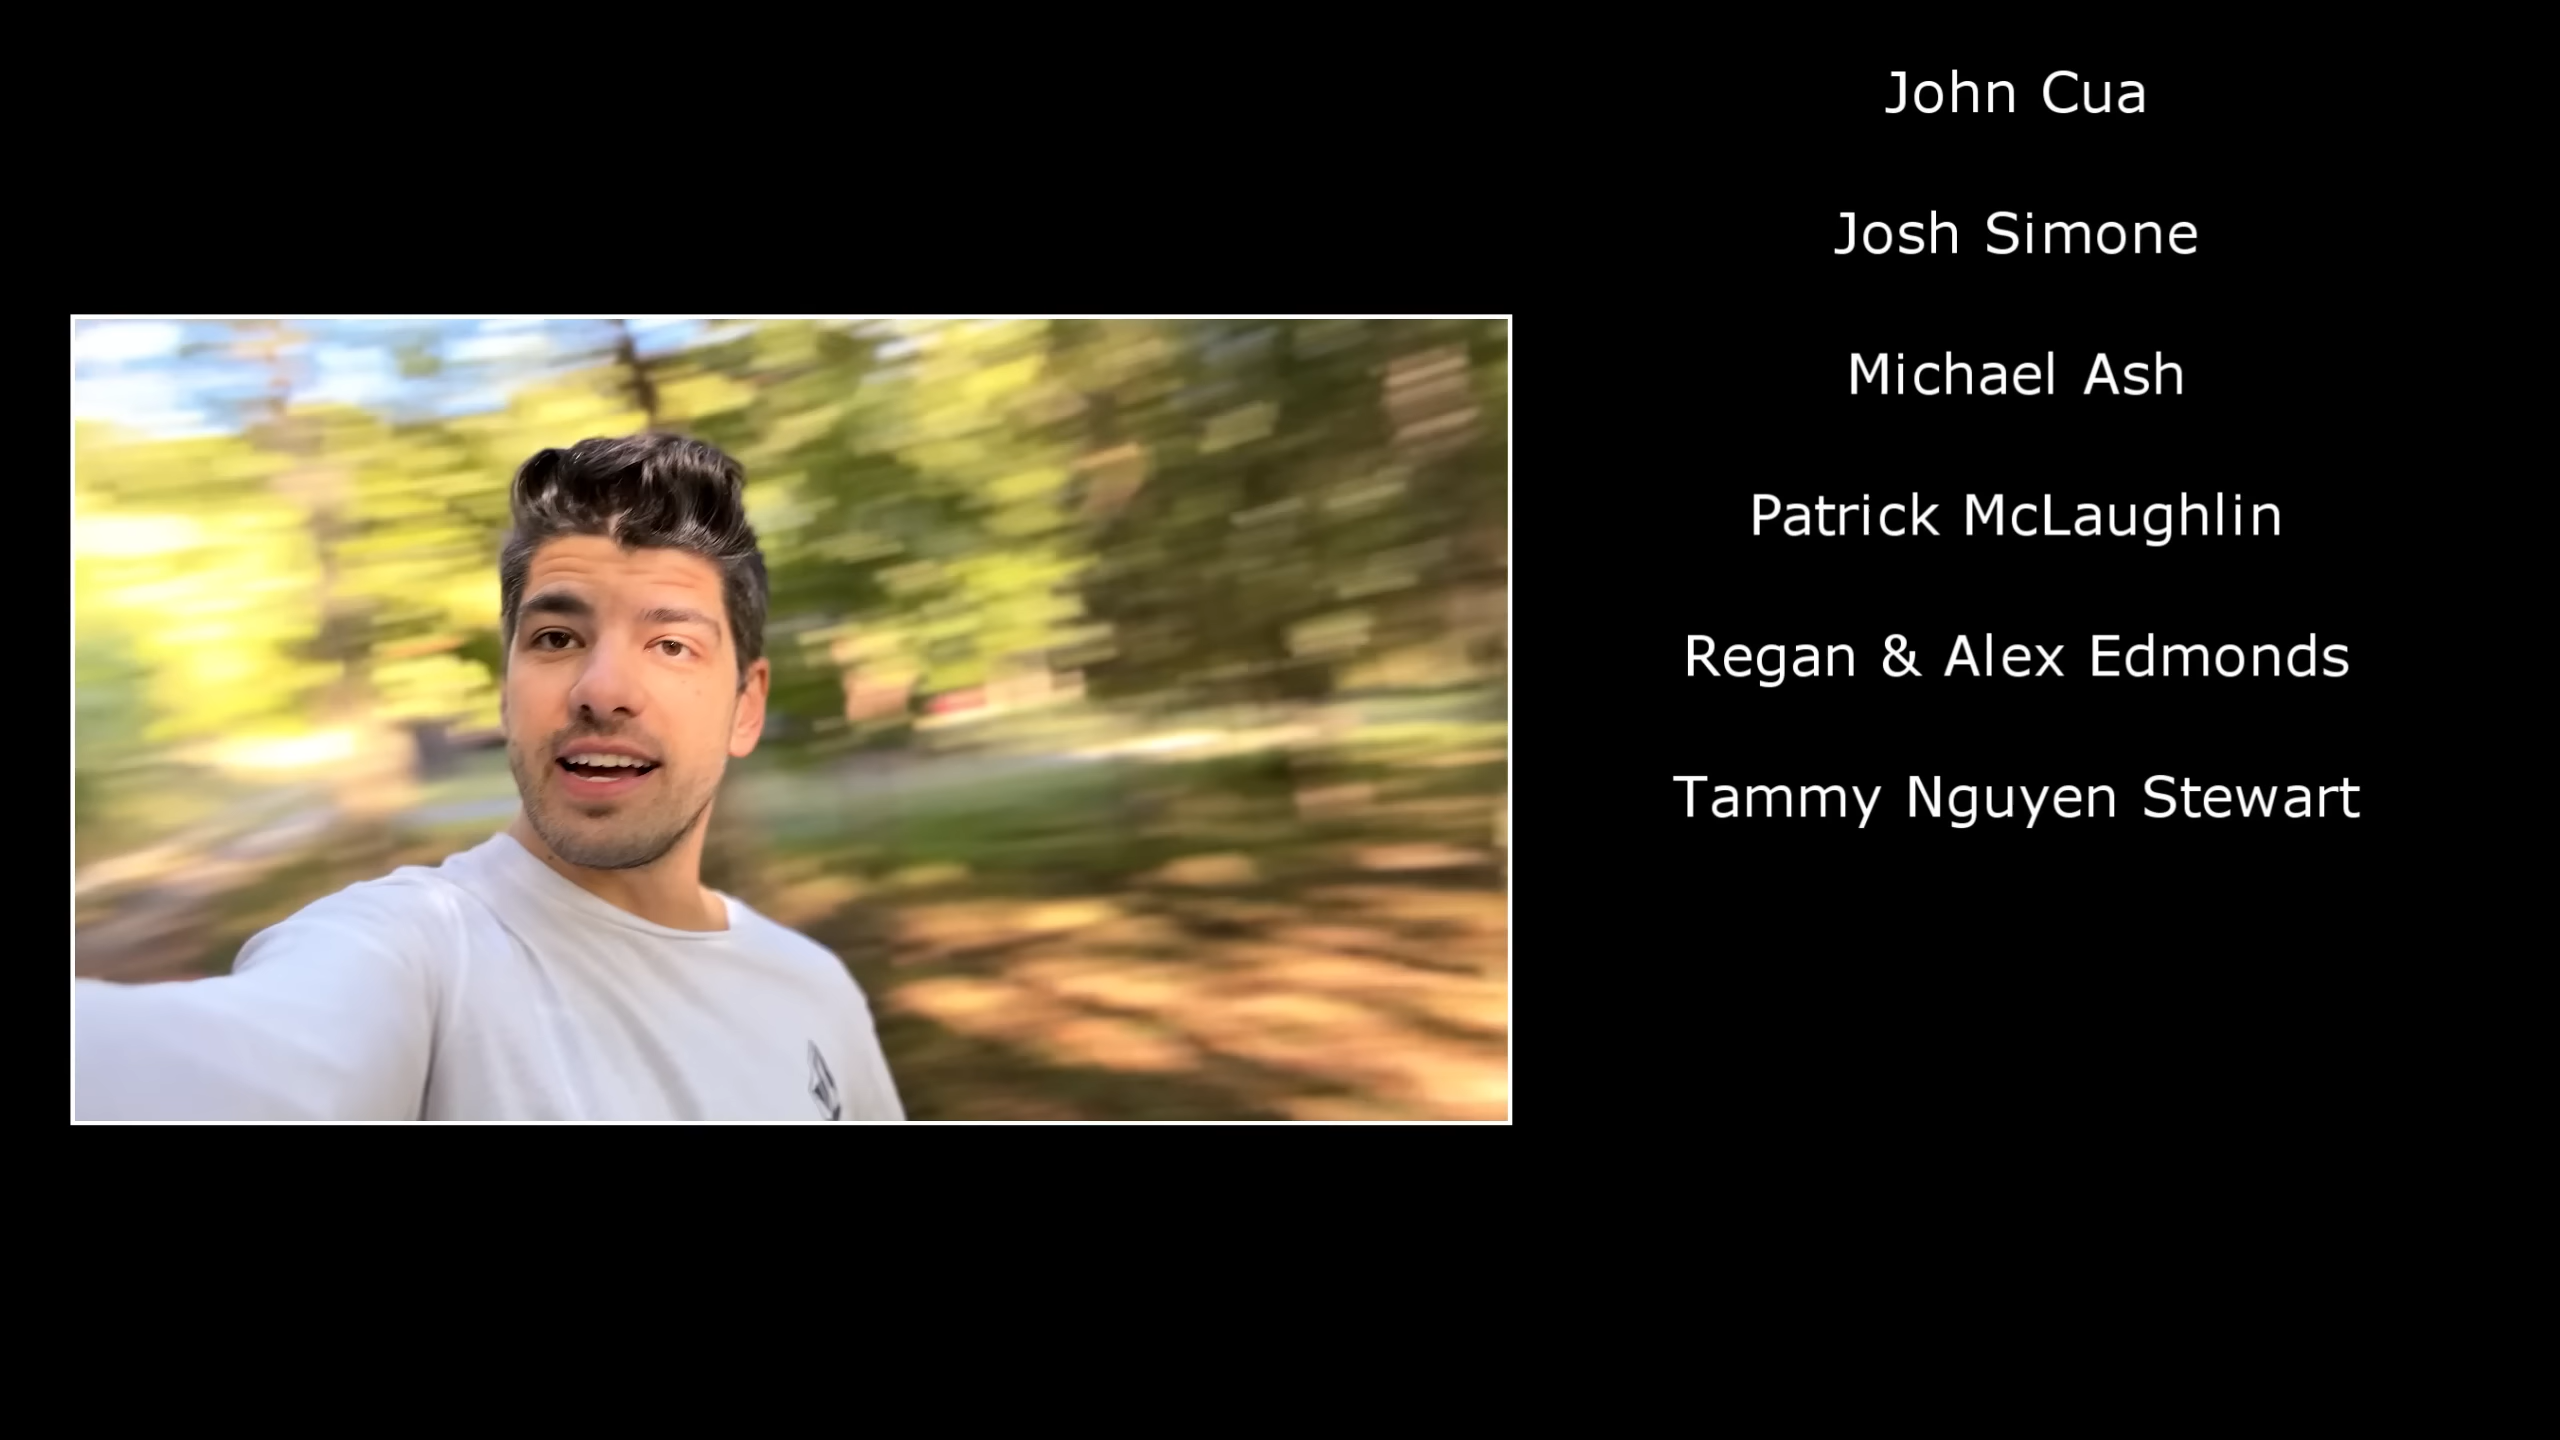 John Cua
Josh Simone
Michael Ash
Patrick McLaughlin
Regan & Alex Edmonds
Tammy Nguyen Stewart